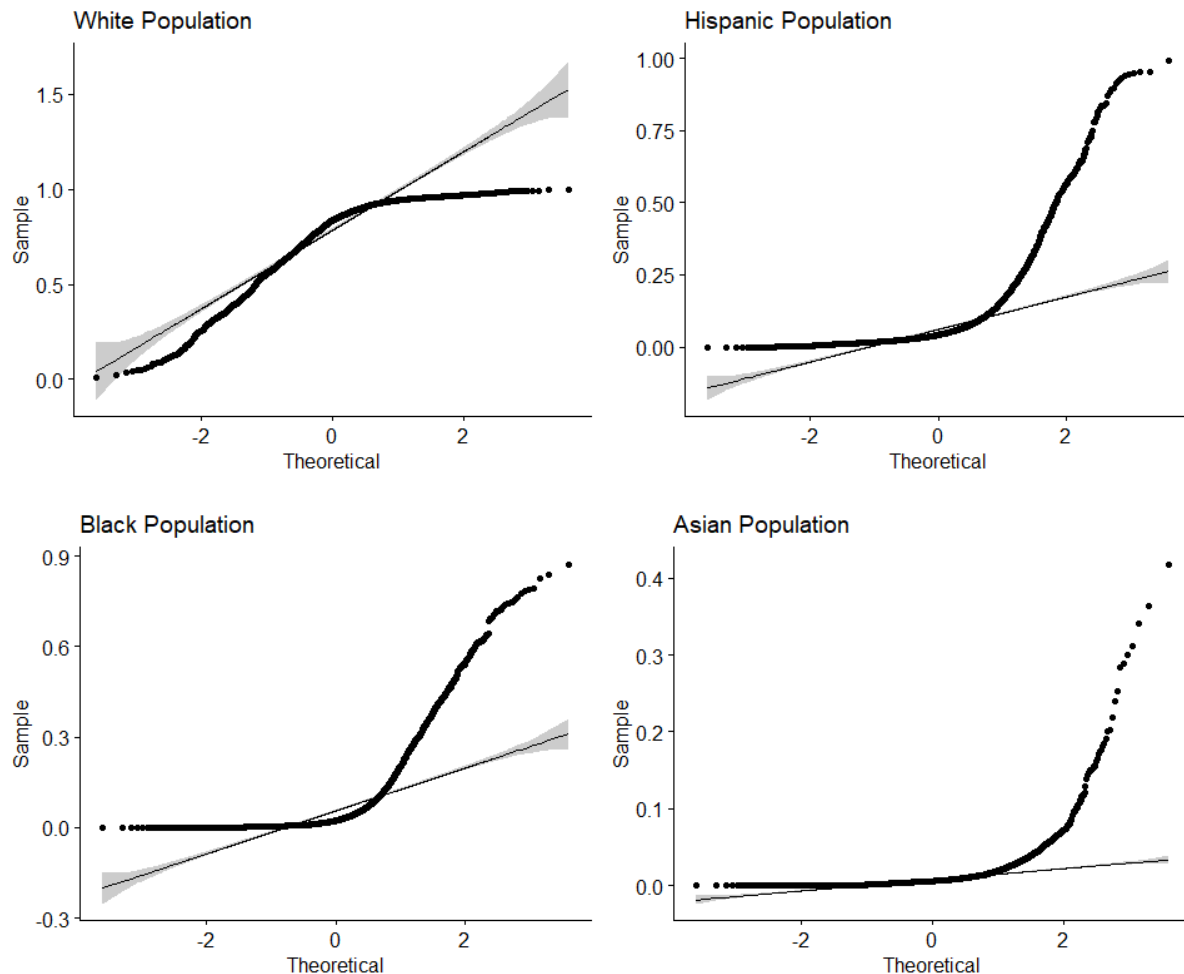 White Population
1.5
1.0
0.5
0.0
Sample
-2 0 2
Theoretical
Hispanic Population
1.00
0.75
0.50
0.25
0.00
Sample
-2 0 2
Theoretical
Black Population
0.9
0.6
0.3
0.0
-0.3
Sample
-2 0 2
Theoretical
Asian Population
0.4
0.3
0.2
0.1
0.0
Sample
-2 0 2
Theoretical